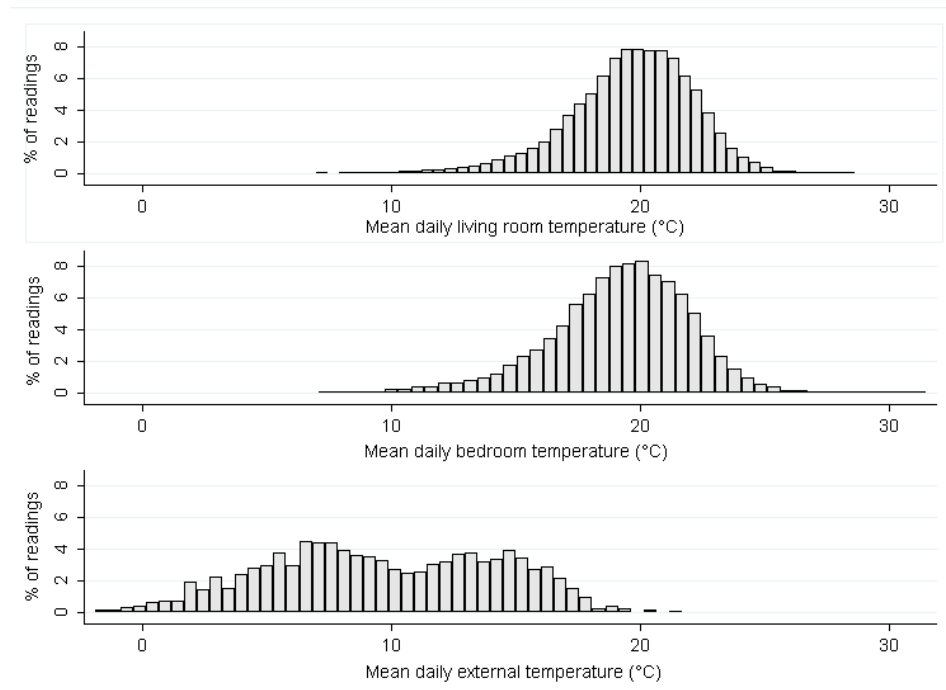 % of readings
8
6
4
2
0
0 10 20 30
Mean daily living room temperature (°C)
% of readings
8
6
4
2
0
0 10 20 30
Mean daily bedroom temperature (°C)
% of readings
8
6
4
2
0
0 10 20 30
Mean daily external temperature (°C)